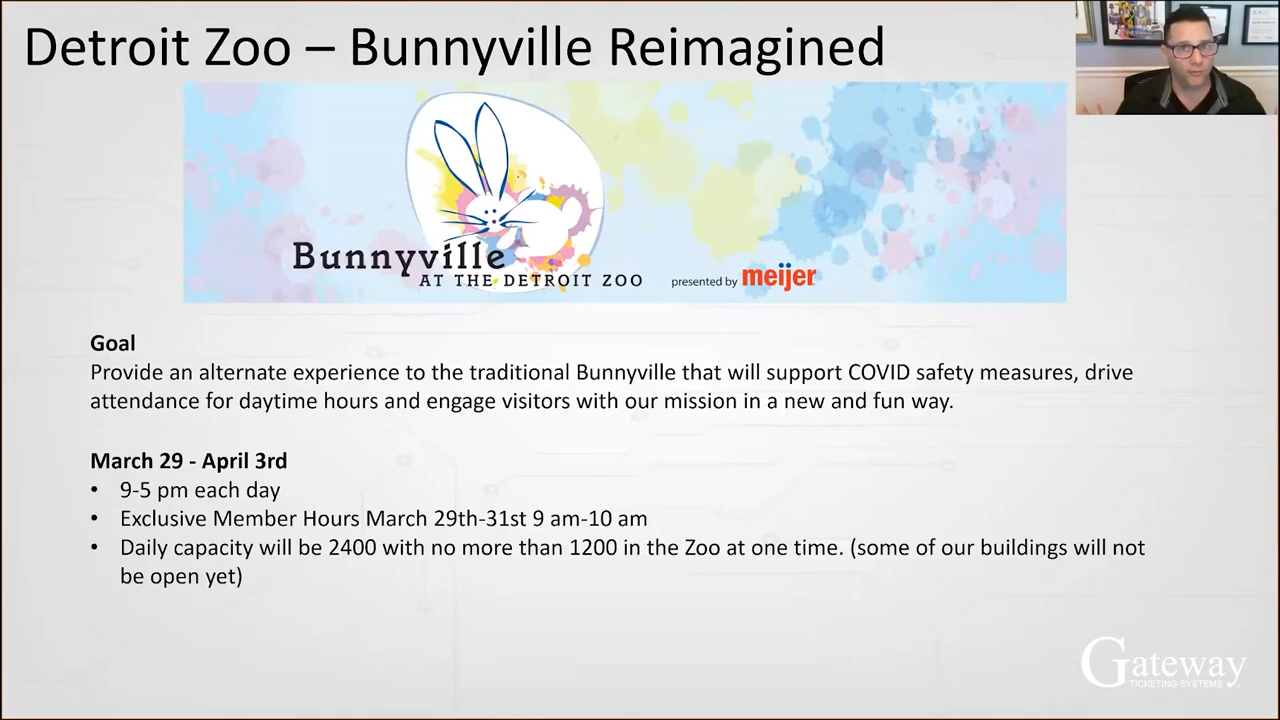 Detroit Zoo – Bunnyville Reimagined
Bunnyville
AT THE DETROIT ZOO
presented by meijer
Goal
Provide an alternate experience to the traditional Bunnyville that will support COVID safety measures, drive
attendance for daytime hours and engage visitors with our mission in a new and fun way.
March 29 - April 3rd
• 9-5 pm each day
• Exclusive Member Hours March 29th-31st 9 am-10 am
• Daily capacity will be 2400 with no more than 1200 in the Zoo at one time. (some of our buildings will not
be open yet)
Gateway
TICKETING SYSTEMS